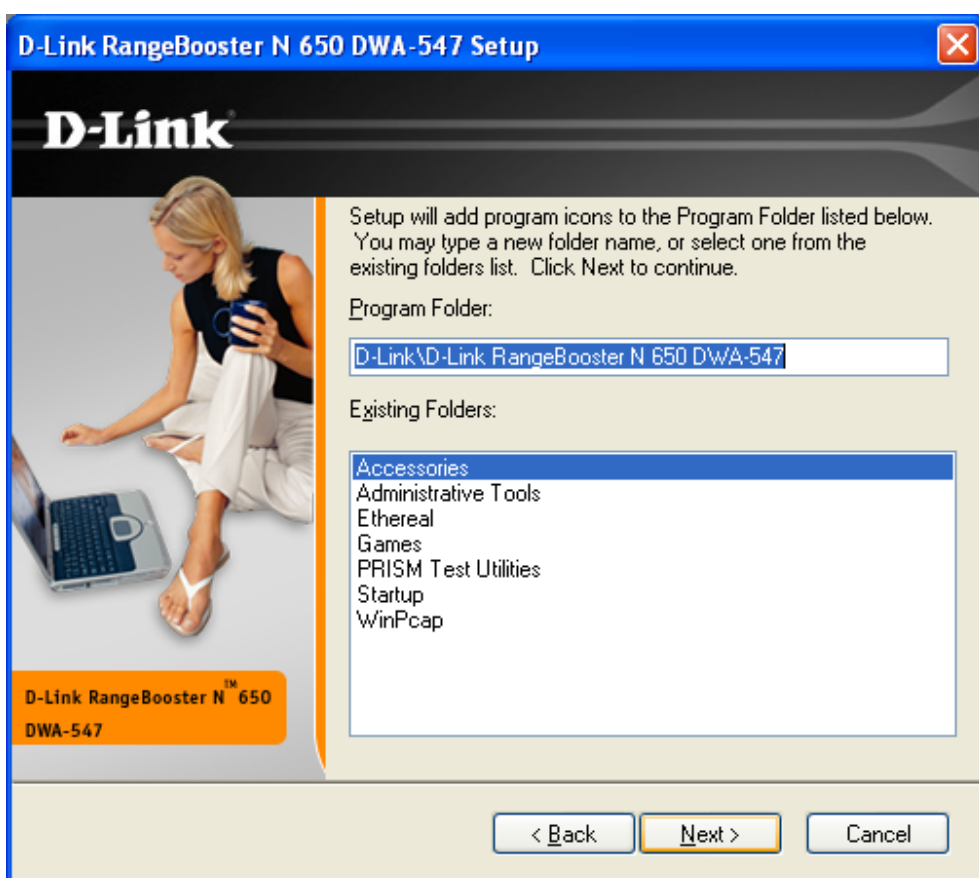 D-Link RangeBooster N 650 DWA-547 Setup
D-Link®
Setup will add program icons to the Program Folder listed below.
You may type a new folder name, or select one from the
existing folders list. Click Next to continue.
Program Folder:
D-Link\D-Link RangeBooster N 650 DWA-547
Existing Folders:
Accessories
Administrative Tools
Ethereal
Games
PRISM Test Utilities
Startup
WinPcap
D-Link RangeBooster N™ 650
DWA-547
< Back
Next >
Cancel